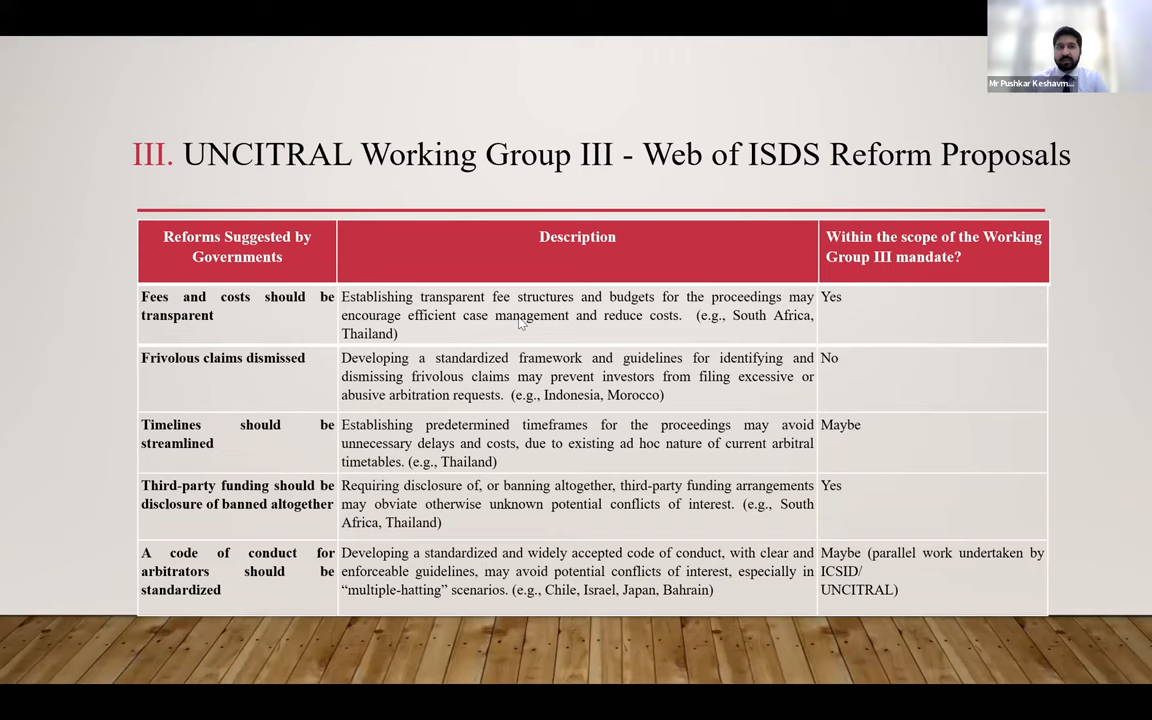 Mr Pushkar Keshavm...
III. UNCITRAL Working Group III - Web of ISDS Reform Proposals
Reforms Suggested by
Governments
Description
Within the scope of the Working
Group III mandate?
Fees and costs should be
transparent
Establishing transparent fee structures and budgets for the proceedings may
encourage efficient case management and reduce costs. (e.g., South Africa,
Thailand)
Yes
Frivolous claims dismissed
Developing a standardized framework and guidelines for identifying and
dismissing frivolous claims may prevent investors from filing excessive or
abusive arbitration requests. (e.g., Indonesia, Morocco)
No
Timelines should be
streamlined
Establishing predetermined timeframes for the proceedings may avoid
unnecessary delays and costs, due to existing ad hoc nature of current arbitral
timetables. (e.g., Thailand)
Maybe
Third-party funding should be
disclosure of banned altogether
Requiring disclosure of, or banning altogether, third-party funding arrangements
may obviate otherwise unknown potential conflicts of interest. (e.g., South
Africa, Thailand)
Yes
A code of conduct for
arbitrators should be
standardized
Developing a standardized and widely accepted code of conduct, with clear and
enforceable guidelines, may avoid potential conflicts of interest, especially in
“multiple-hatting” scenarios. (e.g., Chile, Israel, Japan, Bahrain)
Maybe (parallel work undertaken by
ICSID/
UNCITRAL)